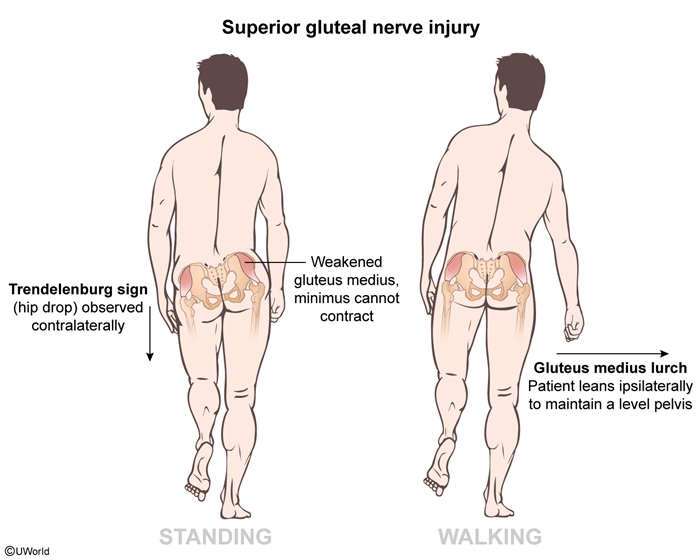 Superior gluteal nerve injury
Trendelenburg sign
(hip drop) observed
contralaterally
Weakened
gluteus medius,
minimus cannot
contract
Gluteus medius lurch
Patient leans ipsilaterally
to maintain a level pelvis
STANDING
WALKING
©UWorld